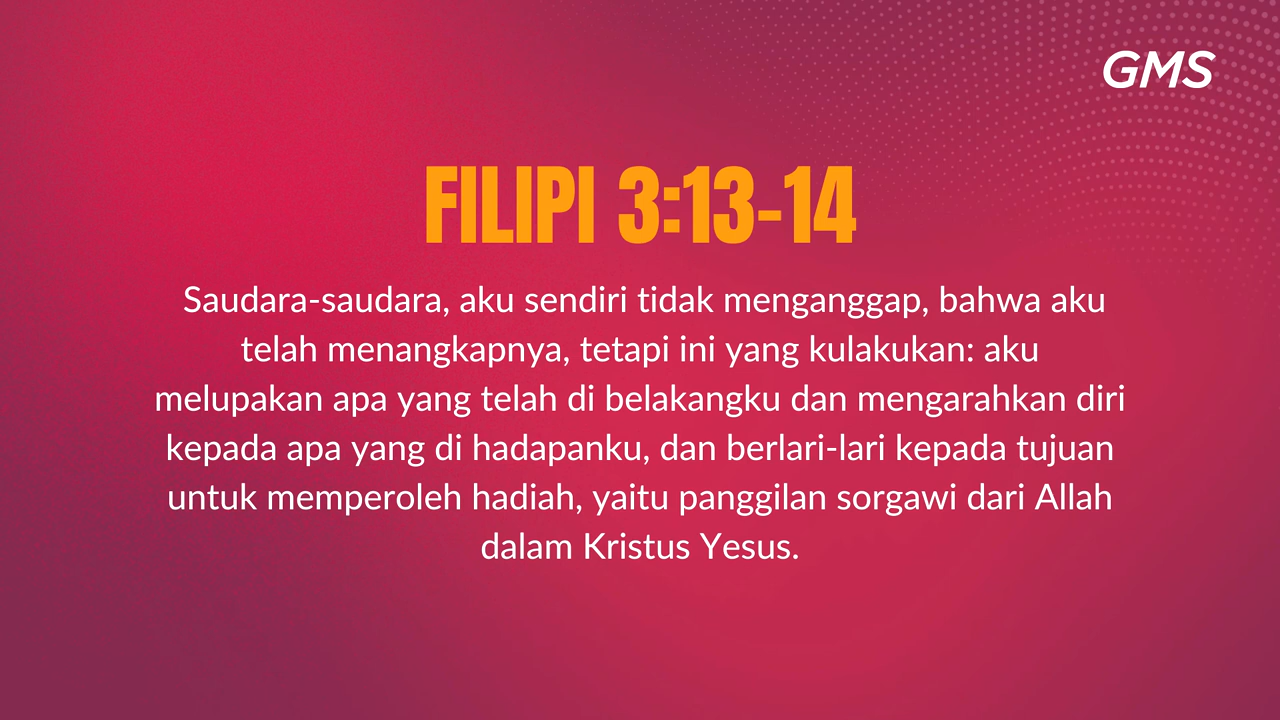 GMS
FILIPI 3:13-14
Saudara-saudara, aku sendiri tidak menganggap, bahwa aku
telah menangkapnya, tetapi ini yang kulakukan: aku
melupakan apa yang telah di belakangku dan mengarahkan diri
kepada apa yang di hadapanku, dan berlari-lari kepada tujuan
untuk memperoleh hadiah, yaitu panggilan sorgawi dari Allah
dalam Kristus Yesus.